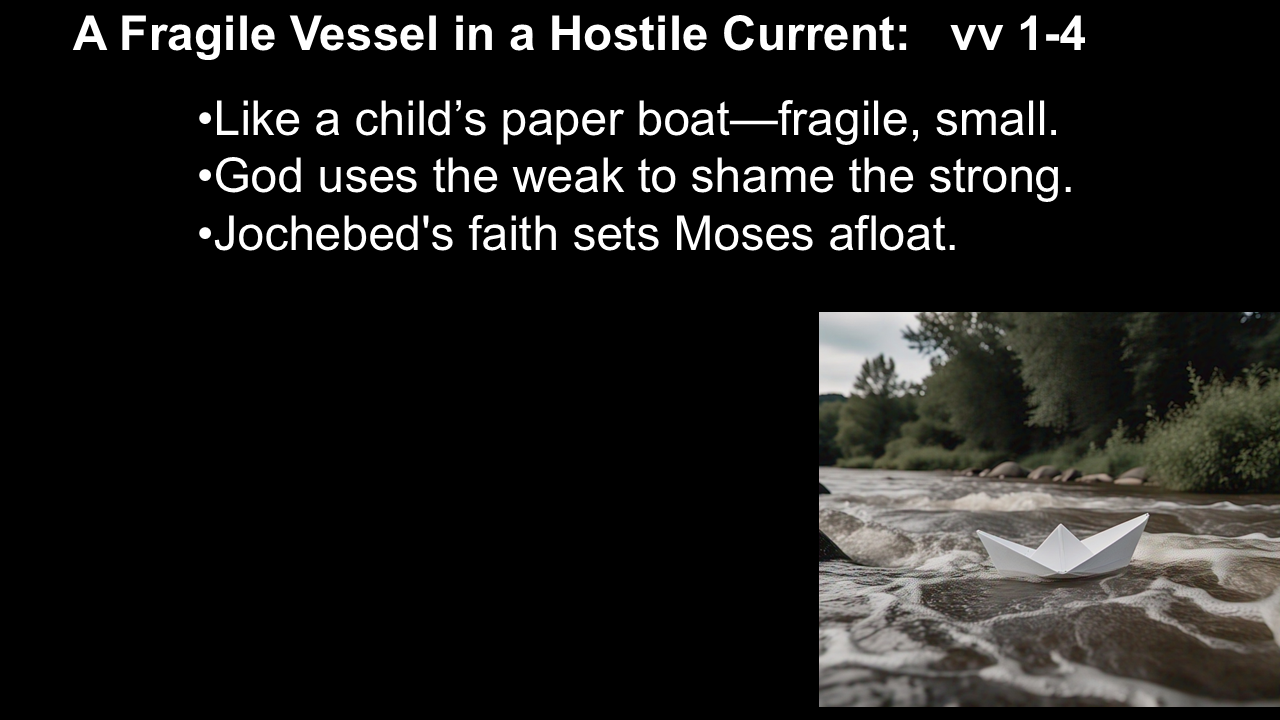 A Fragile Vessel in a Hostile Current:   vv 1-4
•Like a child’s paper boat—fragile, small.
•God uses the weak to shame the strong.
•Jochebed's faith sets Moses afloat.